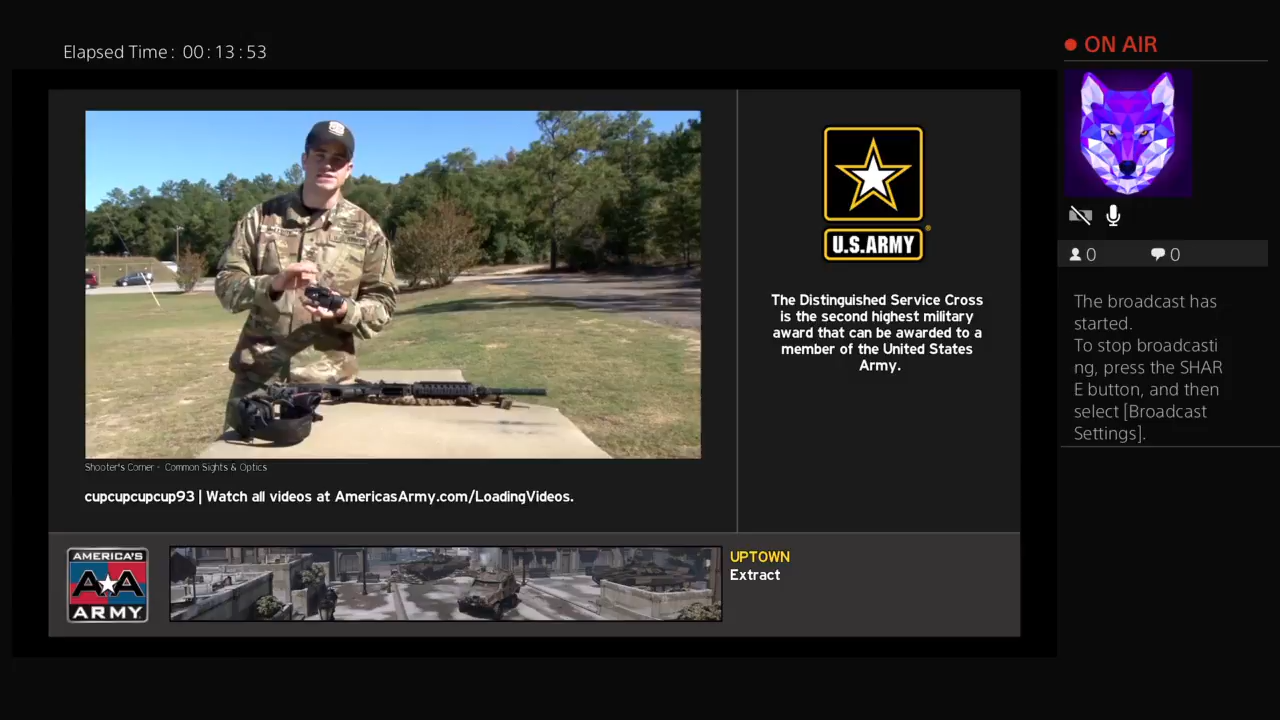 Elapsed Time: 00:13:53
ON AIR
0
0
The broadcast has
started.
To stop broadcasti
ng, press the SHAR
E button, and then
select [Broadcast
Settings].
U.S.ARMY
The Distinguished Service Cross
is the second highest military
award that can be awarded to a
member of the United States
Army.
Shooter's Corner - Common Sights & Optics
cupcupcupcup93 | Watch all videos at AmericasArmy.com/LoadingVideos.
AMERICA'S
AA
ARMY
UPTOWN
Extract